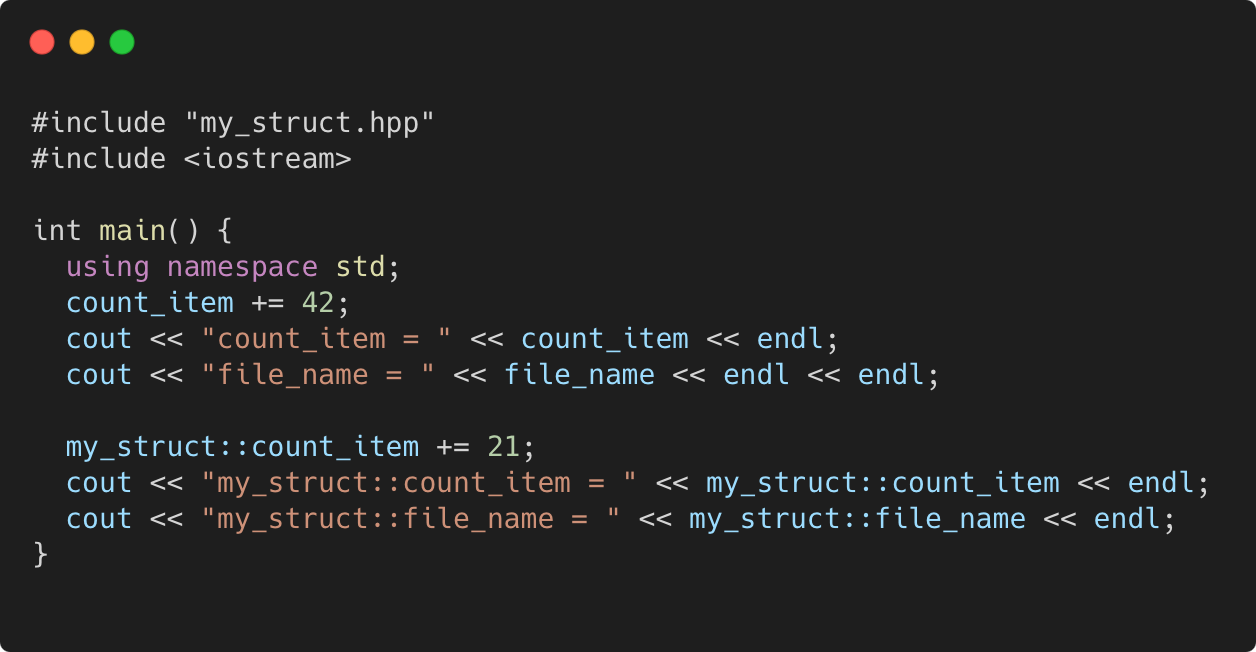 #include "my_struct.hpp"
#include <iostream>

int main() {
  using namespace std;
  count_item += 42;
  cout << "count_item = " << count_item << endl;
  cout << "file_name = " << file_name << endl << endl;

  my_struct::count_item += 21;
  cout << "my_struct::count_item = " << my_struct::count_item << endl;
  cout << "my_struct::file_name = " << my_struct::file_name << endl;
}